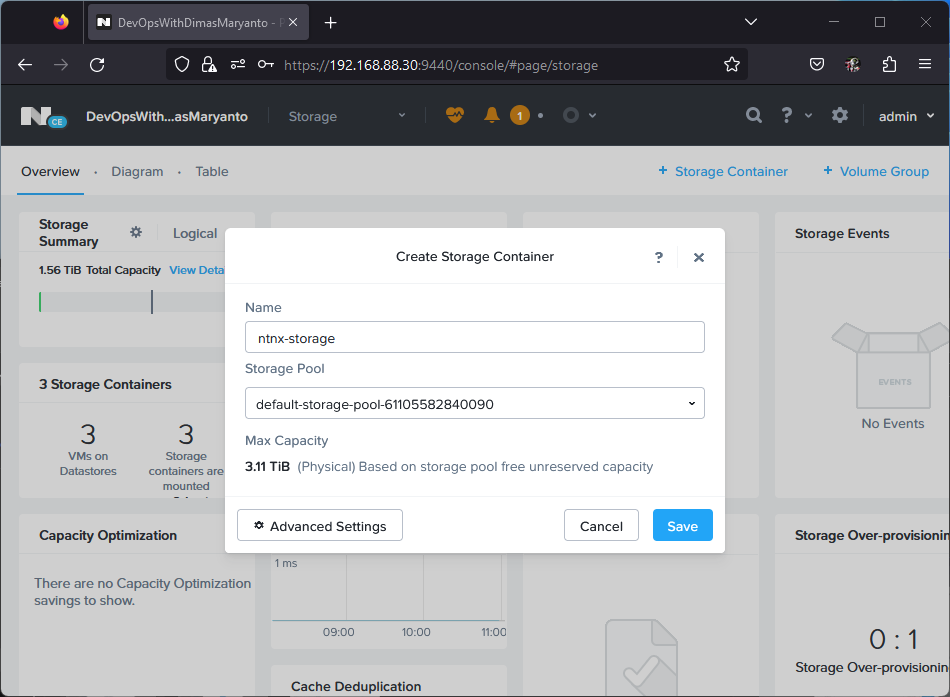 DevOpsWithDimasMaryanto -
https://192.168.88.30:9440/console/#page/storage
N CE DevOpsWith...asMaryanto Storage 1 ? admin
Overview · Diagram · Table + Storage Container + Volume Group
Storage
Summary
Logical
1.56 TiB Total Capacity View
3 Storage Containers
3
VMs on
Datastores
3
Storage
containers are
mounted
Capacity Optimization
There are no Capacity Optimization
savings to show.
Create Storage Container ?
Name
ntnx-storage
Storage Pool
default-storage-pool-61105582840090
Max Capacity
3.11 TiB (Physical) Based on storage pool free unreserved capacity
Advanced Settings Cancel Save
1 ms
09:00 10:00 11:00
Cache Deduplication
Storage Events
EVENTS
No Events
Storage Over-provisionin
0 : 1
Storage Over-provisionin